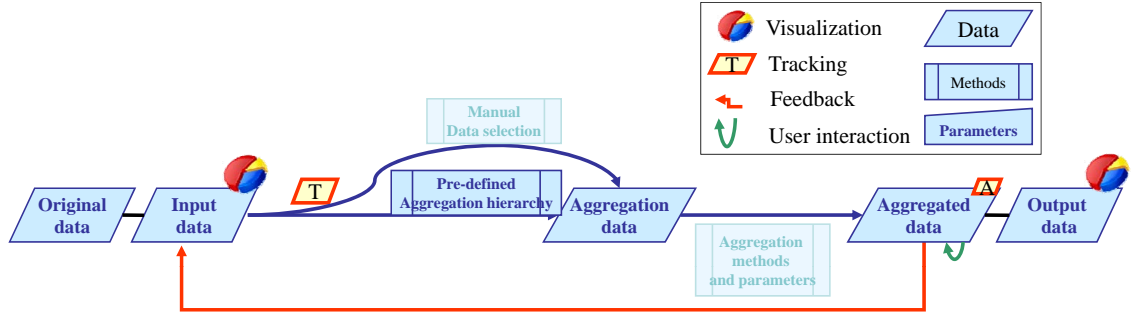 Visualization
Data
T
Tracking
Methods
Feedback
User interaction
Parameters
Manual
Data selection
T
Pre-defined
Aggregation hierarchy
Original
data
Input
data
Aggregation
data
Aggregation
methods
and parameters
A
Aggregated
data
Output
data